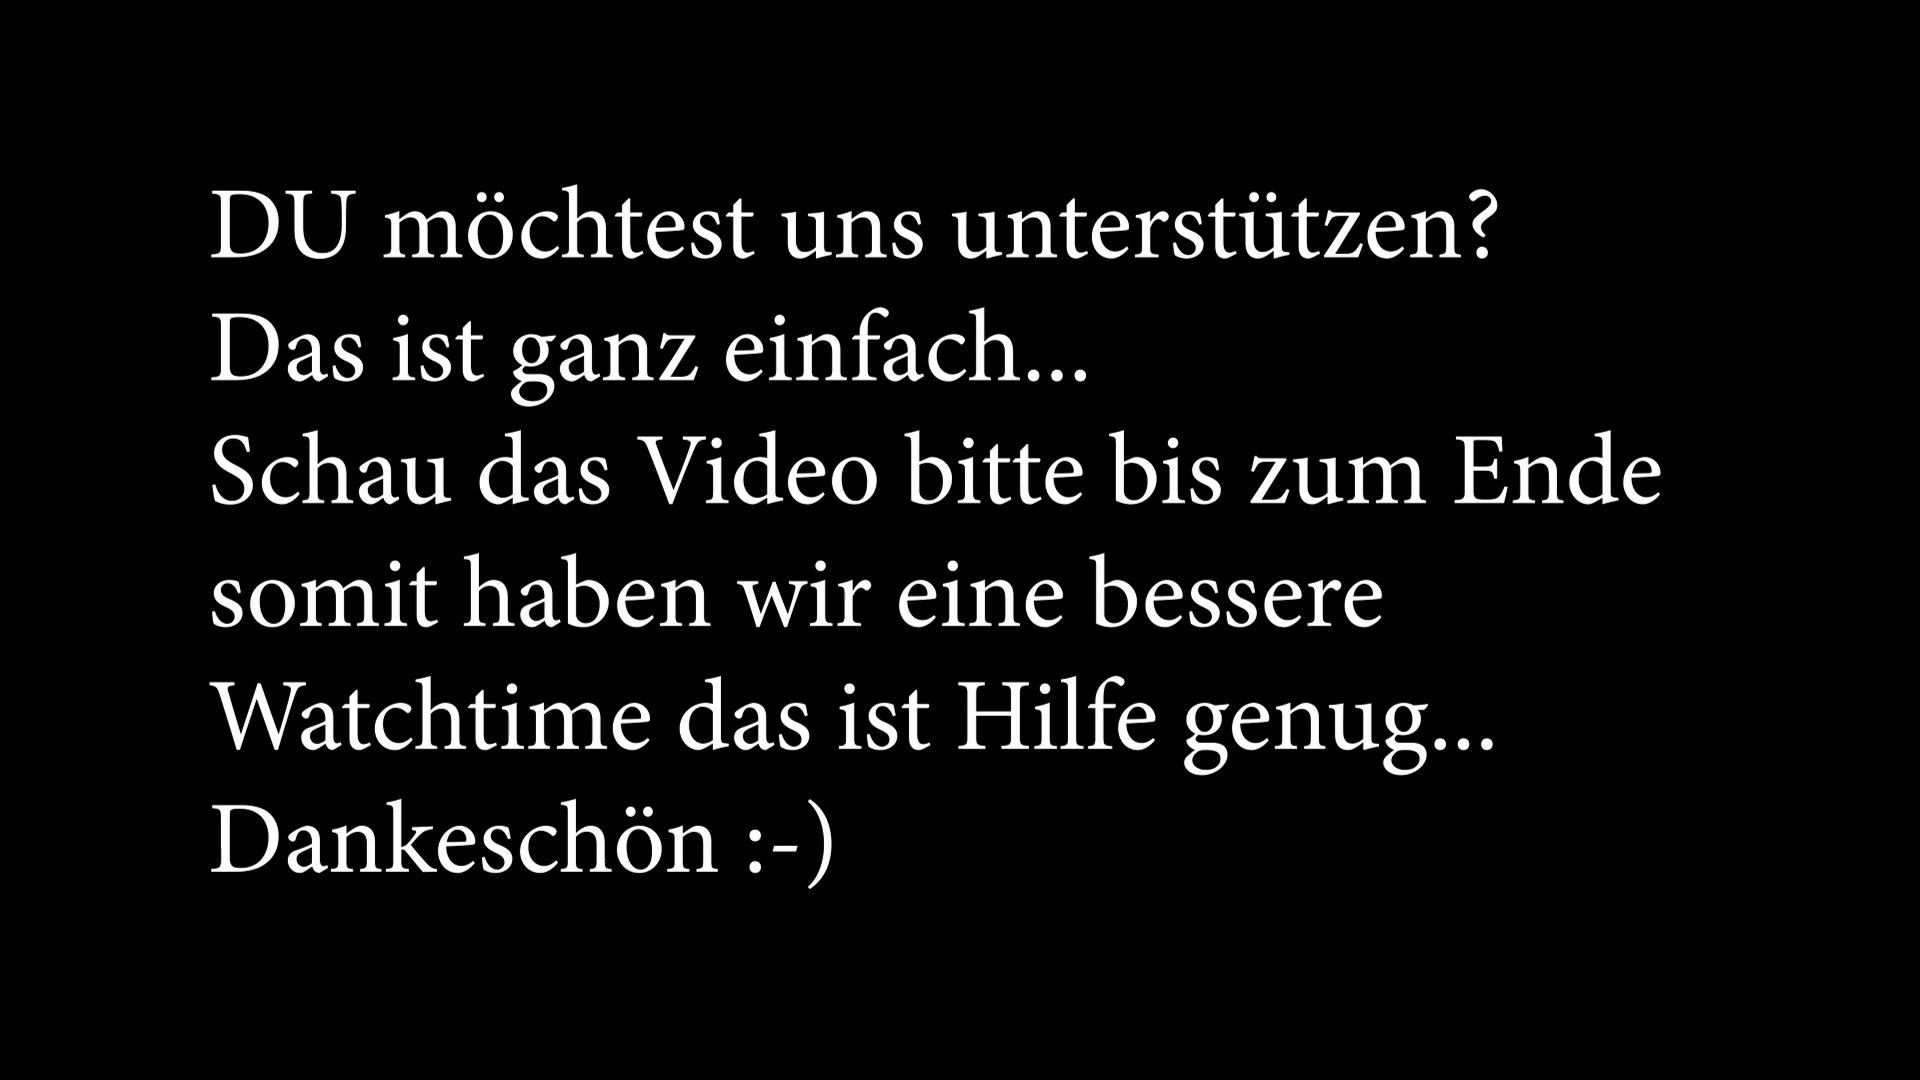 DU möchtest uns unterstützen?
Das ist ganz einfach...
Schau das Video bitte bis zum Ende
somit haben wir eine bessere
Watchtime das ist Hilfe genug...
Dankeschön :-)